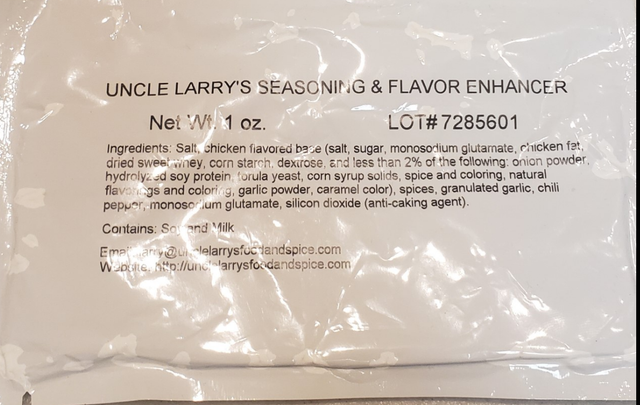 UNCLE LARRY'S SEASONING & FLAVOR ENHANCER
Net Wt. 1 oz. LOT# 7285601
Ingredients: Salt, chicken flavored base (salt, sugar, monosodium glutamate, chicken fat,
dried sweet whey, corn starch, dextrose, and less than 2% of the following: onion powder,
hydrolyzed soy protein, torula yeast, corn syrup solids, spice and coloring, natural
flavorings and coloring, garlic powder, caramel color), spices, granulated garlic, chili
pepper, monosodium glutamate, silicon dioxide (anti-caking agent).
Contains: Soy and Milk
Email: larry@unclelarrysfoodandspice.com
Website: http://unclelarrysfoodandspice.com